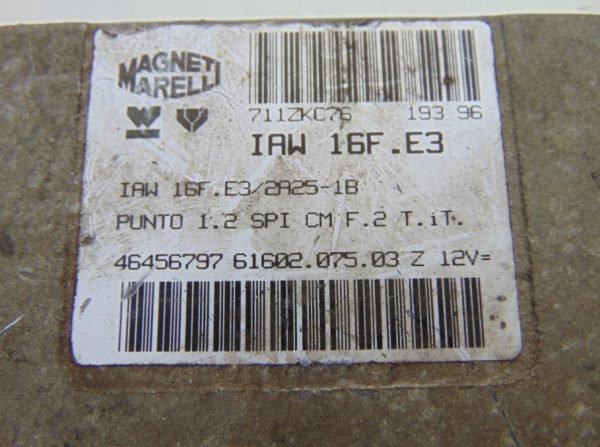 MAGNETI
MARELLI
711ZKC76 193 96
IAW 16F.E3
IAW 16F.E3/2A25-1B
PUNTO 1.2 SPI CM F.2 T.iT.
46456797 61602.075.03 Z 12V=